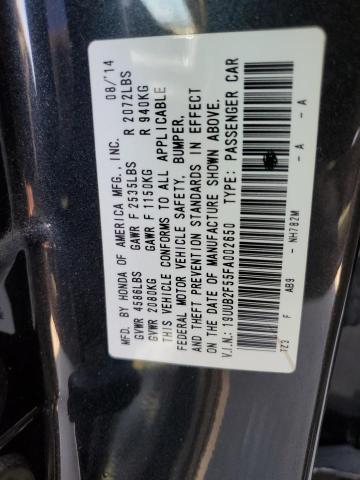 MFD. BY HONDA OF AMERICA MFG., INC. 08/'14
GVWR 4586LBS GAWR F 2535LBS R 2072LBS
GVWR 2080KG GAWR F 1150KG R 940KG
THIS VEHICLE CONFORMS TO ALL APPLICABLE
FEDERAL MOTOR VEHICLE SAFETY, BUMPER,
AND THEFT PREVENTION STANDARDS IN EFFECT
ON THE DATE OF MANUFACTURE SHOWN ABOVE.
V.I.N.: 19UUB2F55FA002650 TYPE: PASSENGER CAR
TZ3 F AB9- NH782M -A -A